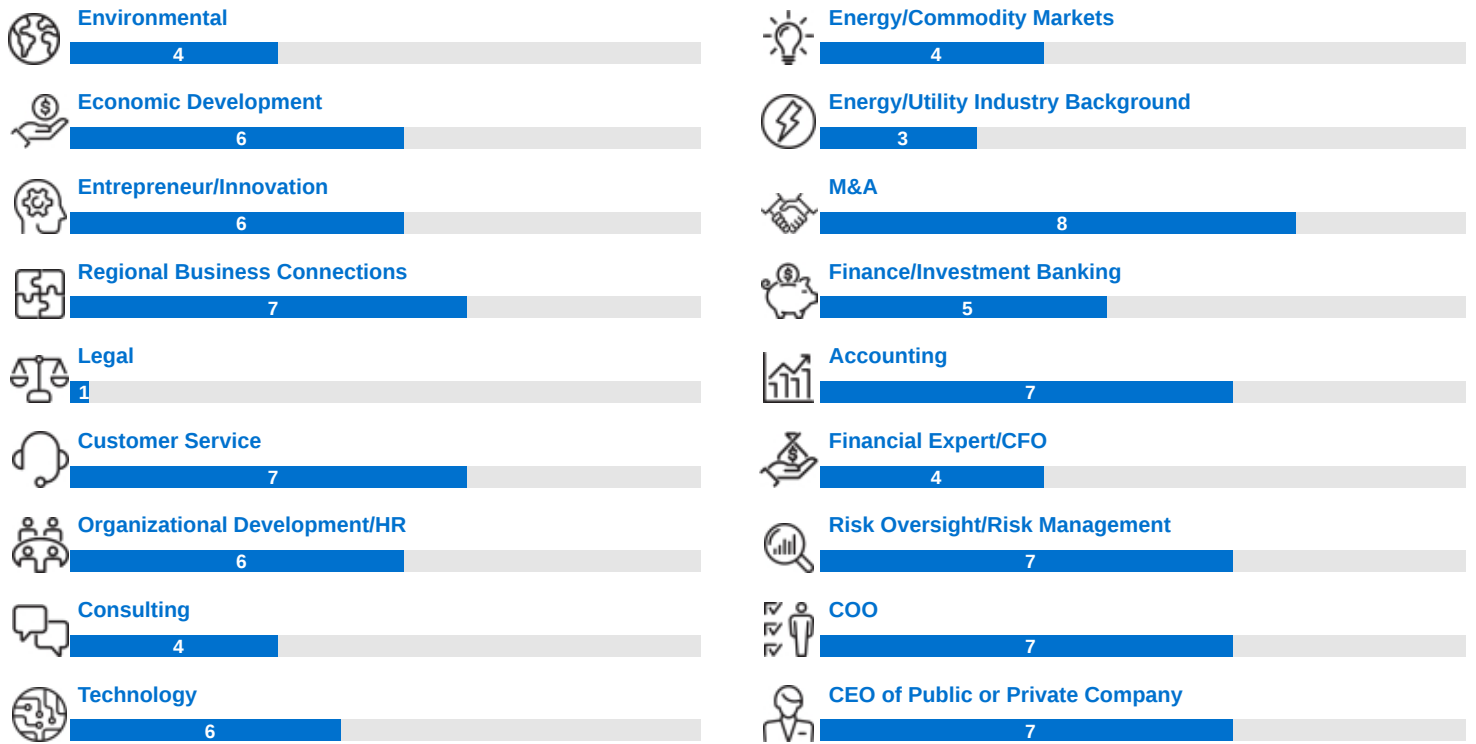 Environmental
4
Economic Development
6
Entrepreneur/Innovation
6
Regional Business Connections
7
Legal
1
Customer Service
7
Organizational Development/HR
6
Consulting
4
Technology
6
Energy/Commodity Markets
4
Energy/Utility Industry Background
3
M&A
8
Finance/Investment Banking
5
Accounting
7
Financial Expert/CFO
4
Risk Oversight/Risk Management
7
COO
7
CEO of Public or Private Company
7